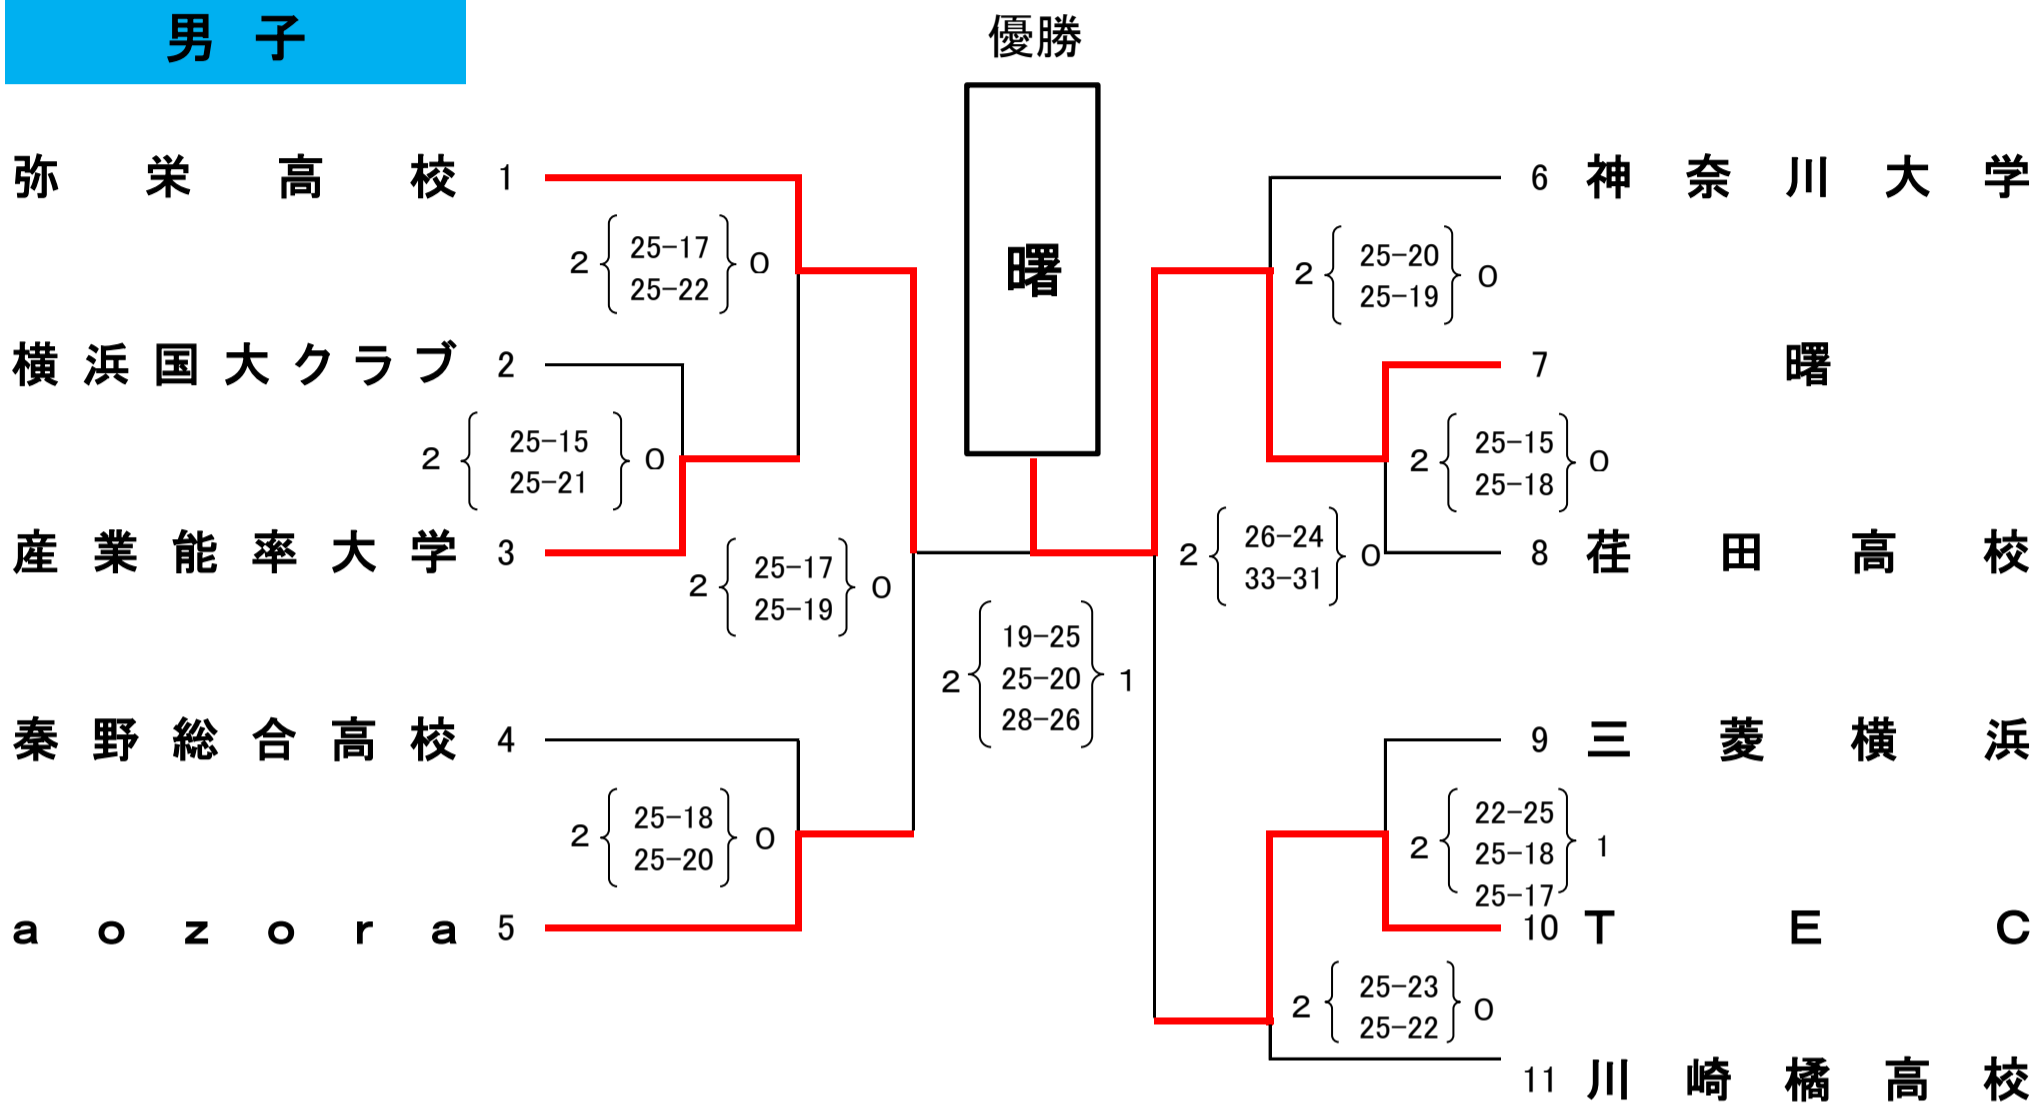 男子
優勝
曙
弥栄高校 1
2 25-17 0
25-22
横浜国大クラブ 2
2 25-15 0
25-21
産業能率大学 3
2 25-17 0
25-19
秦野総合高校 4
2 25-18 0
25-20
aozora 5
2 19-25 1
25-20
28-26
6 神奈川大学
2 25-20 0
25-19
7 曙
2 25-15 0
25-18
8 荏田高校
2 26-24 0
33-31
9 三菱横浜
2 22-25 1
25-18
25-17
10 TEC
2 25-23 0
25-22
11 川崎橘高校